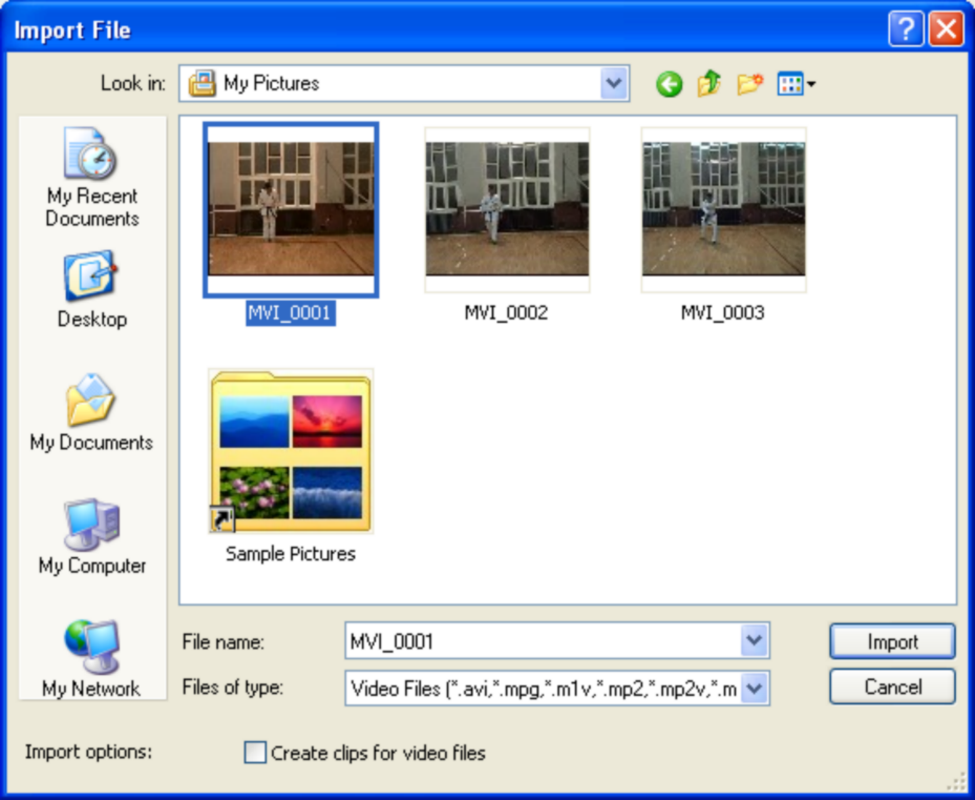 Import File
Look in:
My Pictures
My Recent
Documents
Desktop
My Documents
My Computer
My Network
MVI_0001
MVI_0002
MVI_0003
Sample Pictures
File name:
MVI_0001
Import
Files of type:
Video Files (*.avi,*.mpg,*.m1v,*.mp2,*.mp2v,*.m
Cancel
Import options:
Create clips for video files